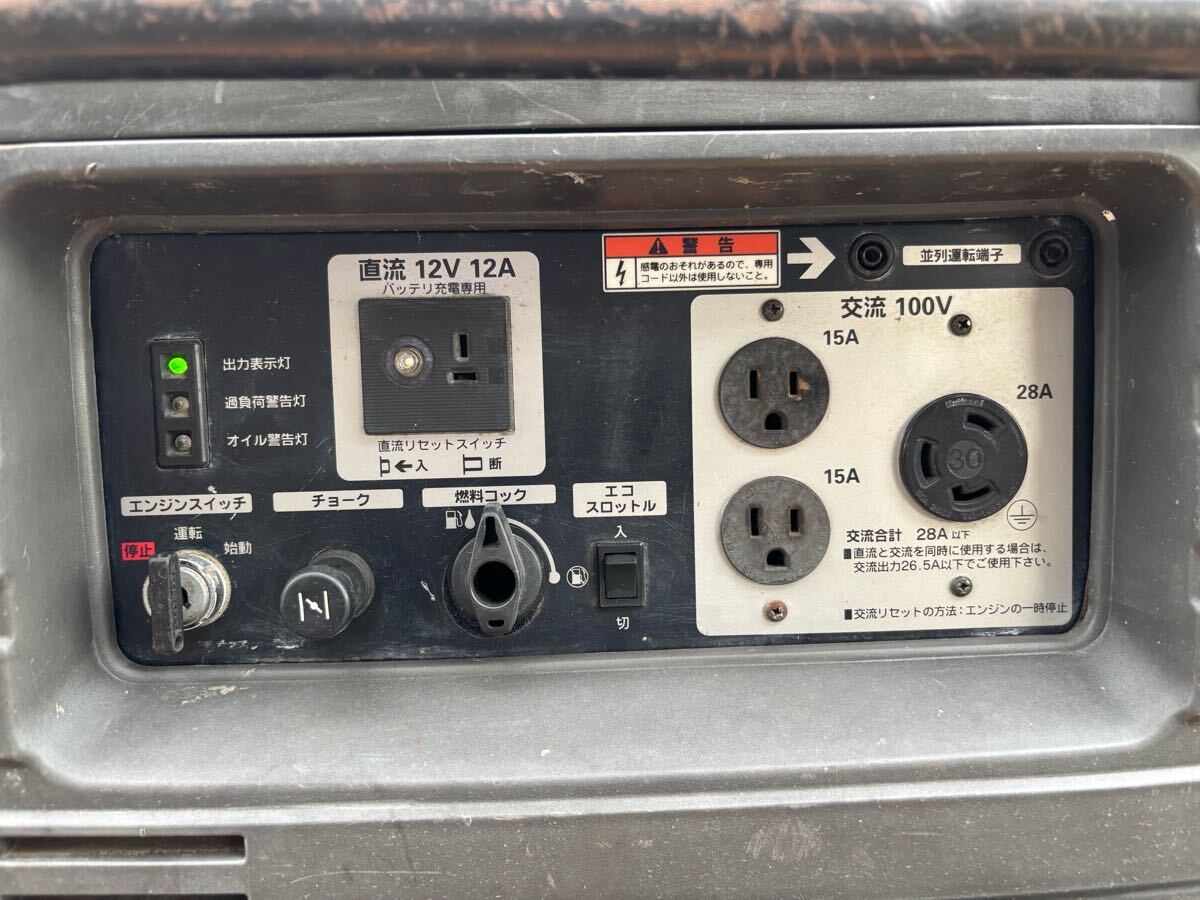 直流 12V 12A
バッテリ充電専用
警告
感電のおそれがあるので、専用
コード以外は使用しないこと。
並列運転端子
交流 100V
15A
28A
National
30
15A
出力表示灯
過負荷警告灯
オイル警告灯
直流リセットスイッチ
入
断
エンジンスイッチ
チョーク
燃料コック
エコ
スロットル
停止
運転
始動
入
切
交流合計 28A以下
■直流と交流を同時に使用する場合は、
交流出力26.5A以下でご使用下さい。
■交流リセットの方法：エンジンの一時停止